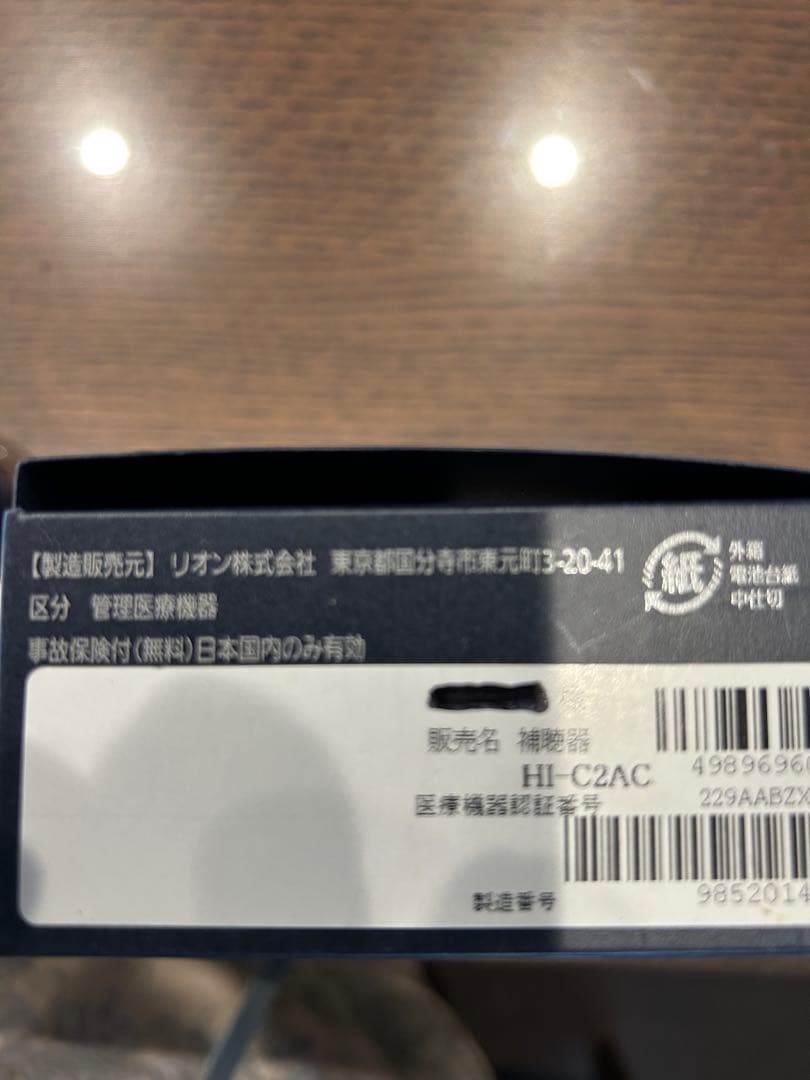 【製造販売元】 リオン株式会社 東京都国分寺市東元町3-20-41
区分 管理医療機器
事故保険付(無料)日本国内のみ有効
紙
外箱
電池台紙
中仕切
様
販売名 補聴器
HI-C2AC
4989696
医療機器認証番号
229AABZX
製造番号
9852014